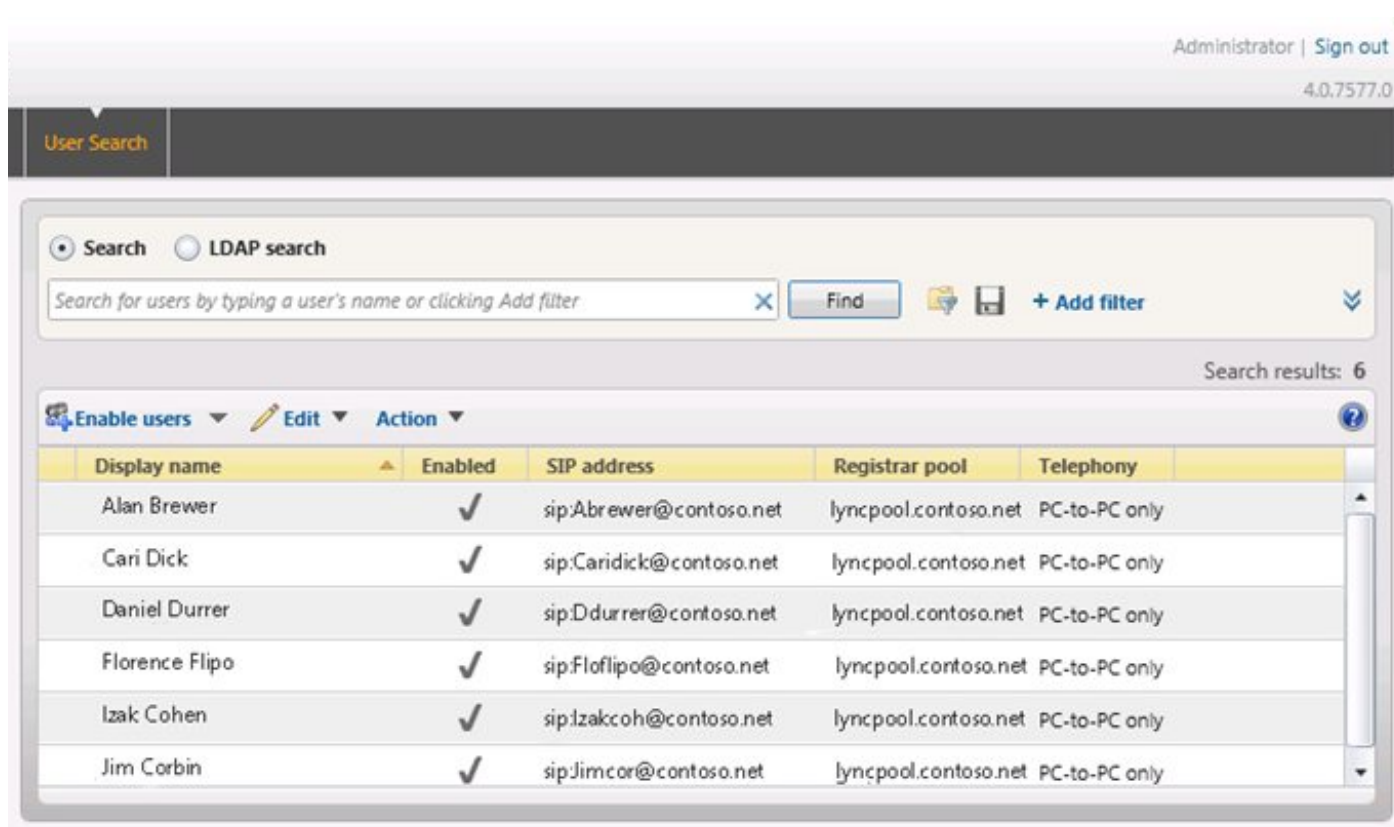 Administrator | Sign out
4.0.7577.0
User Search
Search LDAP search
Search for users by typing a user's name or clicking Add filter Find + Add filter
Search results: 6
Enable users Edit Action
Display name Enabled SIP address Registrar pool Telephony
Alan Brewer sip:Abrewer@contoso.net lyncpool.contoso.net PC-to-PC only
Cari Dick sip:Caridick@contoso.net lyncpool.contoso.net PC-to-PC only
Daniel Durrer sip:Ddurrer@contoso.net lyncpool.contoso.net PC-to-PC only
Florence Flipo sip:Floflipo@contoso.net lyncpool.contoso.net PC-to-PC only
Izak Cohen sip:Izakcoh@contoso.net lyncpool.contoso.net PC-to-PC only
Jim Corbin sip:Jimcor@contoso.net lyncpool.contoso.net PC-to-PC only